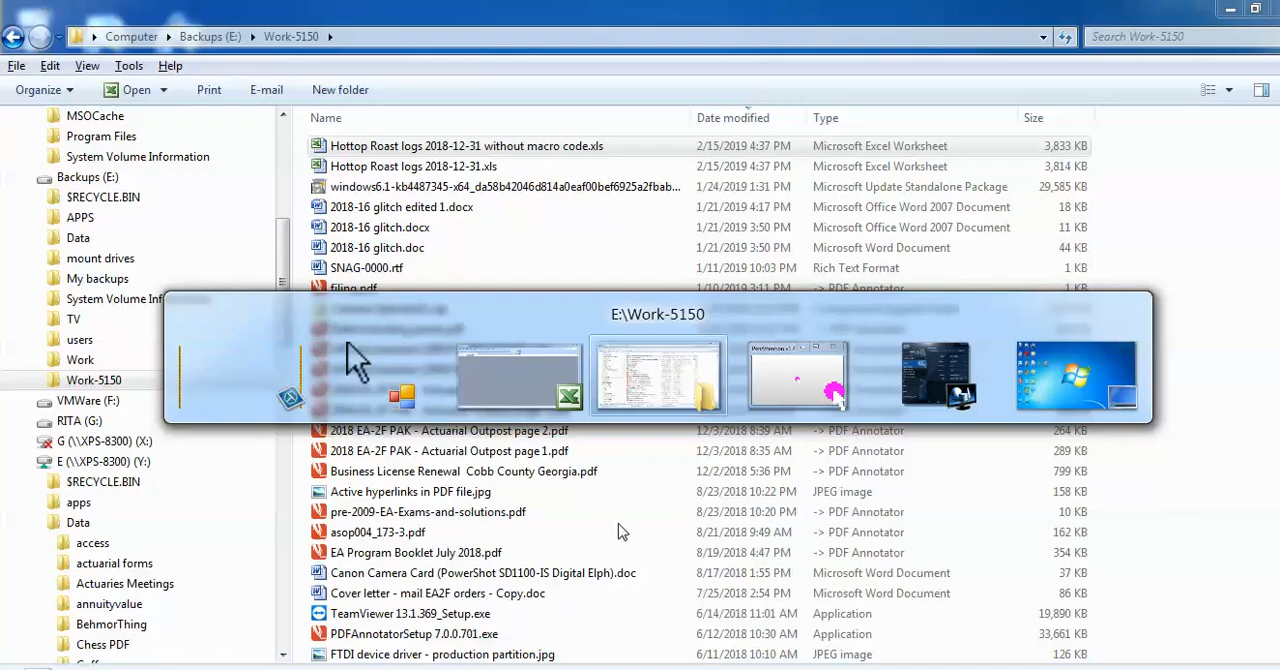 Computer Backups (E:) Work-5150 Search Work-5150
File Edit View Tools Help
Organize Open Print E-mail New folder
Name Date modified Type Size
MSOCache
Program Files
System Volume Information
Backups (E:)
$RECYCLE.BIN
APPS
Data
mount drives
My backups
System Volume Inf
TV
users
Work
Work-5150
VMWare (F:)
RITA (G:)
G (\\XPS-8300) (X:)
E (\\XPS-8300) (Y:)
$RECYCLE.BIN
apps
Data
access
actuarial forms
Actuaries Meetings
annuityvalue
BehmorThing
Chess PDF
Hottop Roast logs 2018-12-31 without macro code.xls 2/15/2019 4:37 PM Microsoft Excel Worksheet 3,833 KB
Hottop Roast logs 2018-12-31.xls 2/15/2019 4:37 PM Microsoft Excel Worksheet 3,814 KB
windows6.1-kb4487345-x64_da58b42046d814a0eaf00bef6925a2fbab... 1/24/2019 1:31 PM Microsoft Update Standalone Package 29,585 KB
2018-16 glitch edited 1.docx 1/21/2019 4:17 PM Microsoft Office Word 2007 Document 18 KB
2018-16 glitch.docx 1/21/2019 3:50 PM Microsoft Office Word 2007 Document 11 KB
2018-16 glitch.doc 1/21/2019 3:50 PM Microsoft Word Document 44 KB
SNAG-0000.rtf 1/11/2019 10:03 PM Rich Text Format 1 KB
filing.pdf 1/10/2019 3:11 PM -> PDF Annotator 1 KB
E:\Work-5150
2018 EA-2F PAK - Actuarial Outpost page 2.pdf 12/3/2018 8:39 AM -> PDF Annotator 264 KB
2018 EA-2F PAK - Actuarial Outpost page 1.pdf 12/3/2018 8:35 AM -> PDF Annotator 289 KB
Business License Renewal Cobb County Georgia.pdf 12/2/2018 5:36 PM -> PDF Annotator 799 KB
Active hyperlinks in PDF file.jpg 8/23/2018 10:22 PM JPEG image 158 KB
pre-2009-EA-Exams-and-solutions.pdf 8/23/2018 10:20 PM -> PDF Annotator 10 KB
asop004_173-3.pdf 8/21/2018 9:49 AM -> PDF Annotator 162 KB
EA Program Booklet July 2018.pdf 8/19/2018 4:47 PM -> PDF Annotator 354 KB
Canon Camera Card (PowerShot SD1100-IS Digital Elph).doc 8/17/2018 1:55 PM Microsoft Word Document 37 KB
Cover letter - mail EA2F orders - Copy.doc 7/25/2018 2:54 PM Microsoft Word Document 86 KB
TeamViewer 13.1.369_Setup.exe 6/14/2018 11:01 AM Application 19,890 KB
PDFAnnotatorSetup 7.0.0.701.exe 6/12/2018 10:30 AM Application 33,661 KB
FTDI device driver - production partition.jpg 6/11/2018 10:10 AM JPEG image 126 KB